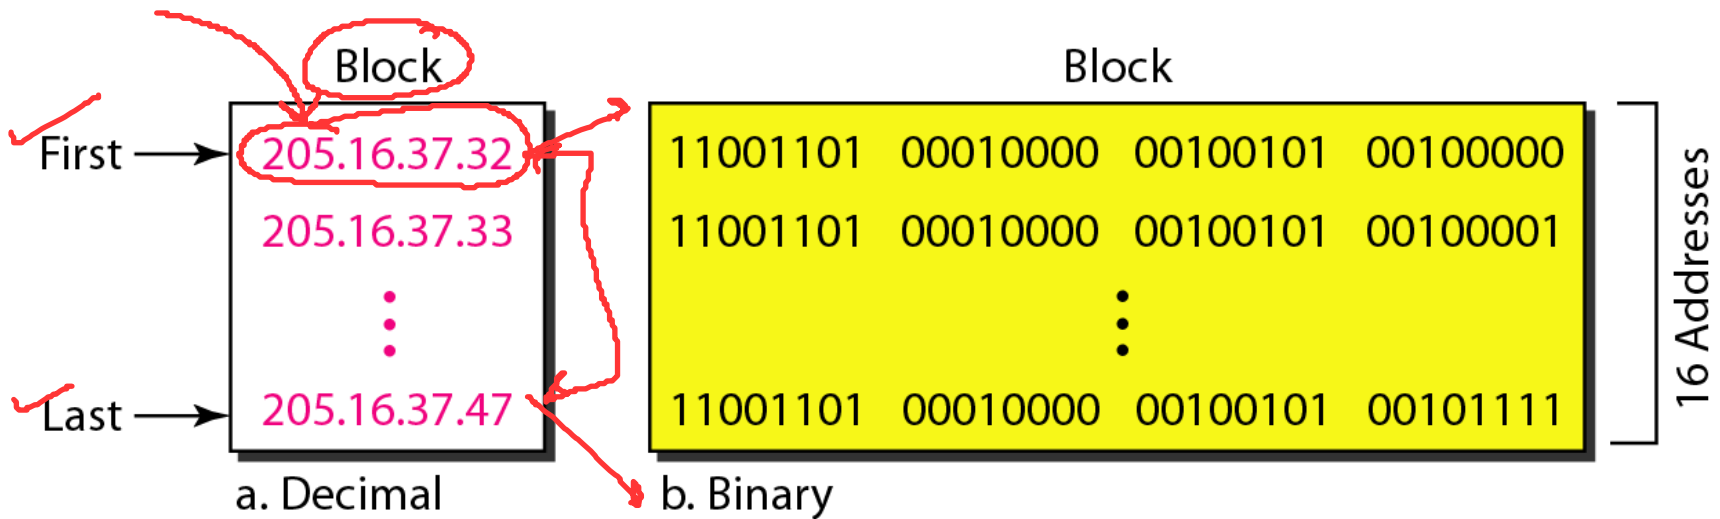 Block
Block
First
205.16.37.32
11001101 00010000 00100101 00100000
205.16.37.33
11001101 00010000 00100101 00100001
Last
205.16.37.47
11001101 00010000 00100101 00101111
16 Addresses
a. Decimal
b. Binary